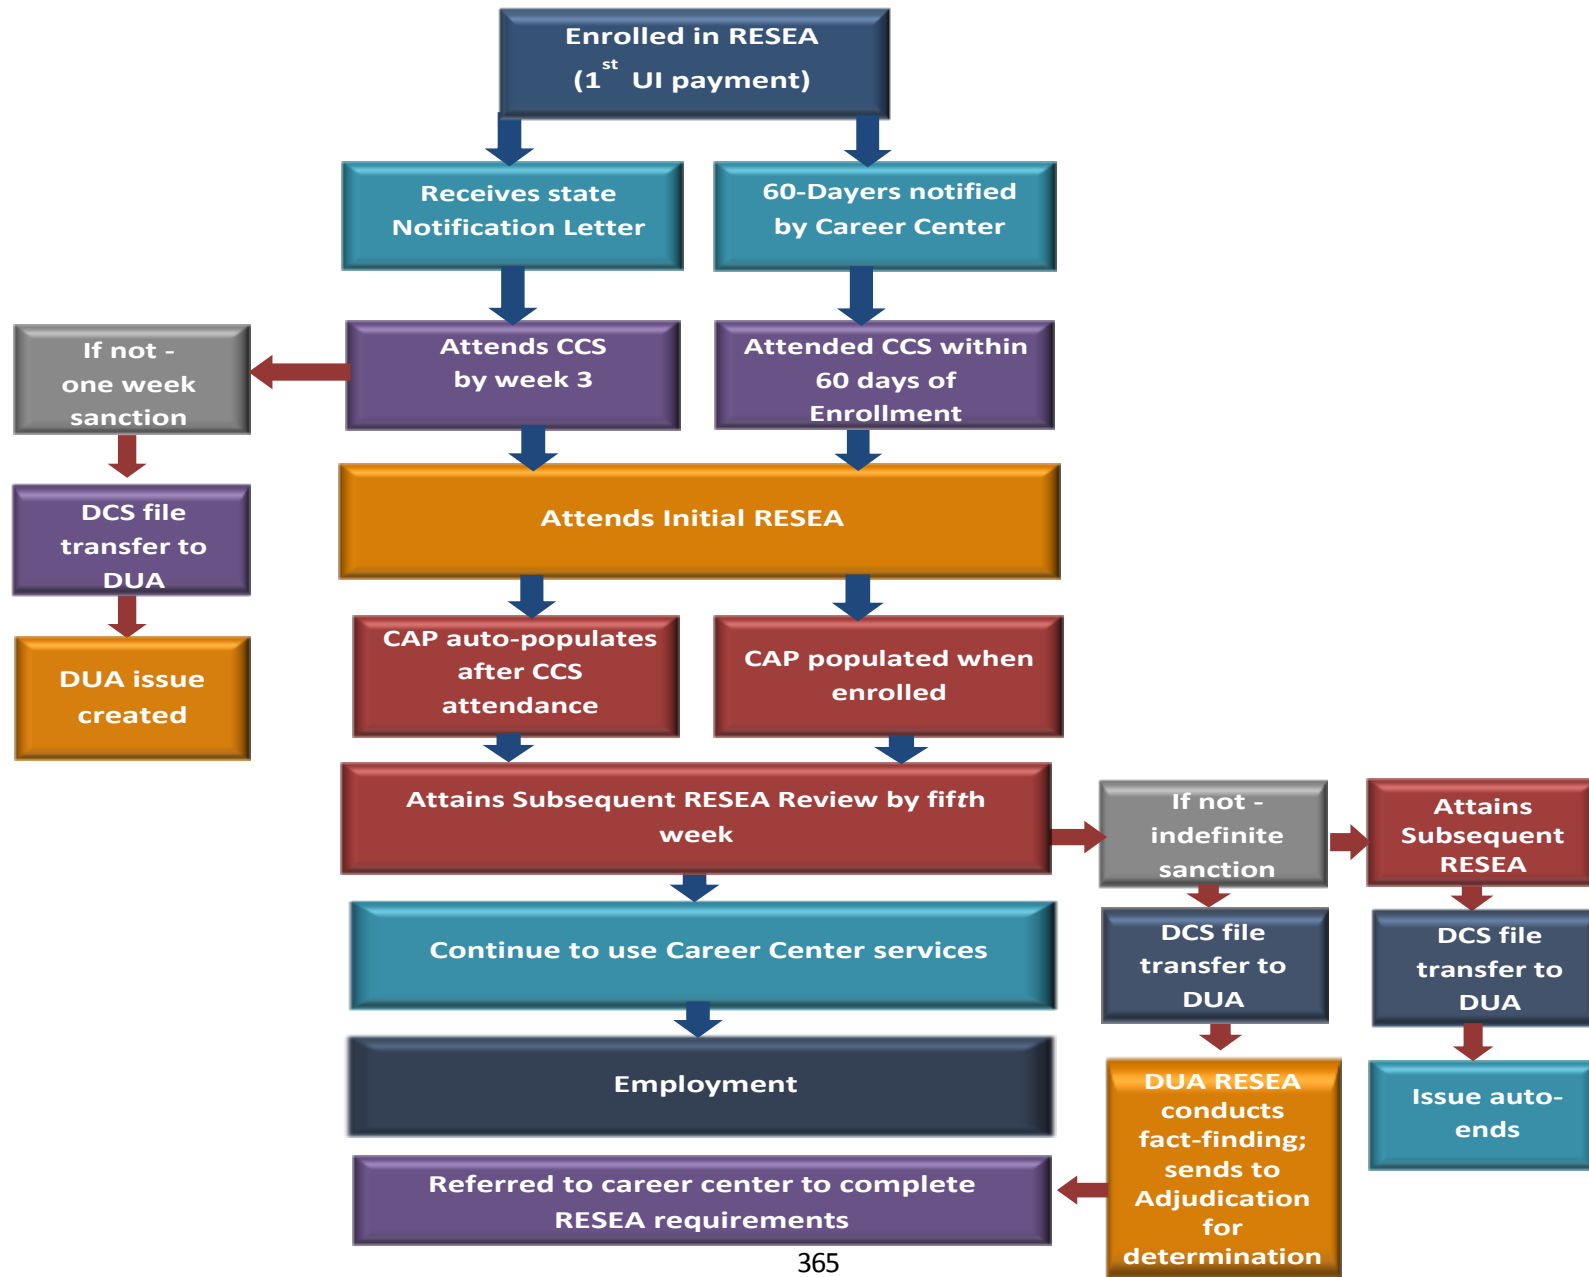 Enrolled in RESEA
(1st UI payment)
Receives state
Notification Letter
60-Dayers notified
by Career Center
If not -
one week
sanction
Attends CCS
by week 3
Attended CCS within
60 days of
Enrollment
DCS file
transfer to
DUA
Attends Initial RESEA
DUA issue
created
CAP auto-populates
after CCS
attendance
CAP populated when
enrolled
Attains Subsequent RESEA Review by fifth
week
If not -
indefinite
sanction
Attains
Subsequent
RESEA
Continue to use Career Center services
DCS file
transfer to
DUA
DCS file
transfer to
DUA
Employment
DUA RESEA
conducts
fact-finding;
sends to
Adjudication
for
determination
Issue auto-
ends
Referred to career center to complete
RESEA requirements
365